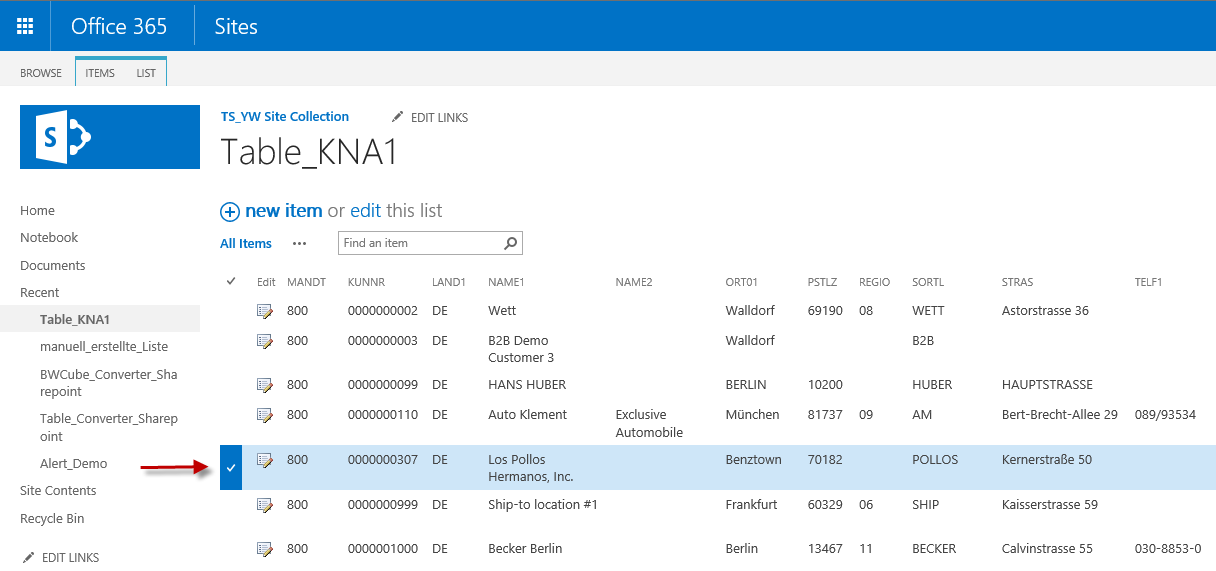 Office 365 Sites
BROWSE ITEMS LIST
S
TS_YW Site Collection EDIT LINKS
Table_KNA1
Home
Notebook
Documents
Recent
Table_KNA1
manuell_erstellte_Liste
BWCube_Converter_Sha
repoint
Table_Converter_Sharep
oint
Alert_Demo
Site Contents
Recycle Bin
EDIT LINKS
new item or edit this list
All Items ••• Find an item
Edit MANDT KUNNR LAND1 NAME1 NAME2 ORT01 PSTLZ REGIO SORTL STRAS TELF1
800 0000000002 DE Wett Walldorf 69190 08 WETT Astorstrasse 36
800 0000000003 DE B2B Demo Walldorf B2B
Customer 3
800 0000000099 DE HANS HUBER BERLIN 10200 HUBER HAUPTSTRASSE
800 0000000110 DE Auto Klement Exclusive München 81737 09 AM Bert-Brecht-Allee 29 089/93534
Automobile
800 0000000307 DE Los Pollos Benztown 70182 POLLOS Kernerstraße 50
Hermanos, Inc.
800 0000000999 DE Ship-to location #1 Frankfurt 60329 06 SHIP Kaisserstrasse 59
800 0000001000 DE Becker Berlin Berlin 13467 11 BECKER Calvinstrasse 55 030-8853-0